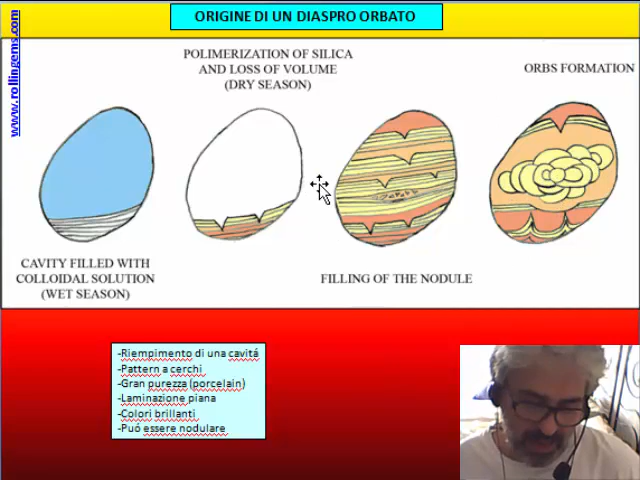 ORIGINE DI UN DIASPRO ORBATO
www.rollingems.com
POLIMERIZATION OF SILICA
AND LOSS OF VOLUME
(DRY SEASON)
ORBS FORMATION
CAVITY FILLED WITH
COLLOIDAL SOLUTION
(WET SEASON)
FILLING OF THE NODULE
-Riempimento di una cavitá
-Pattern a cerchi
-Gran purezza (porcelain)
-Laminazione piana
-Colori brillanti
-Puó essere nodulare